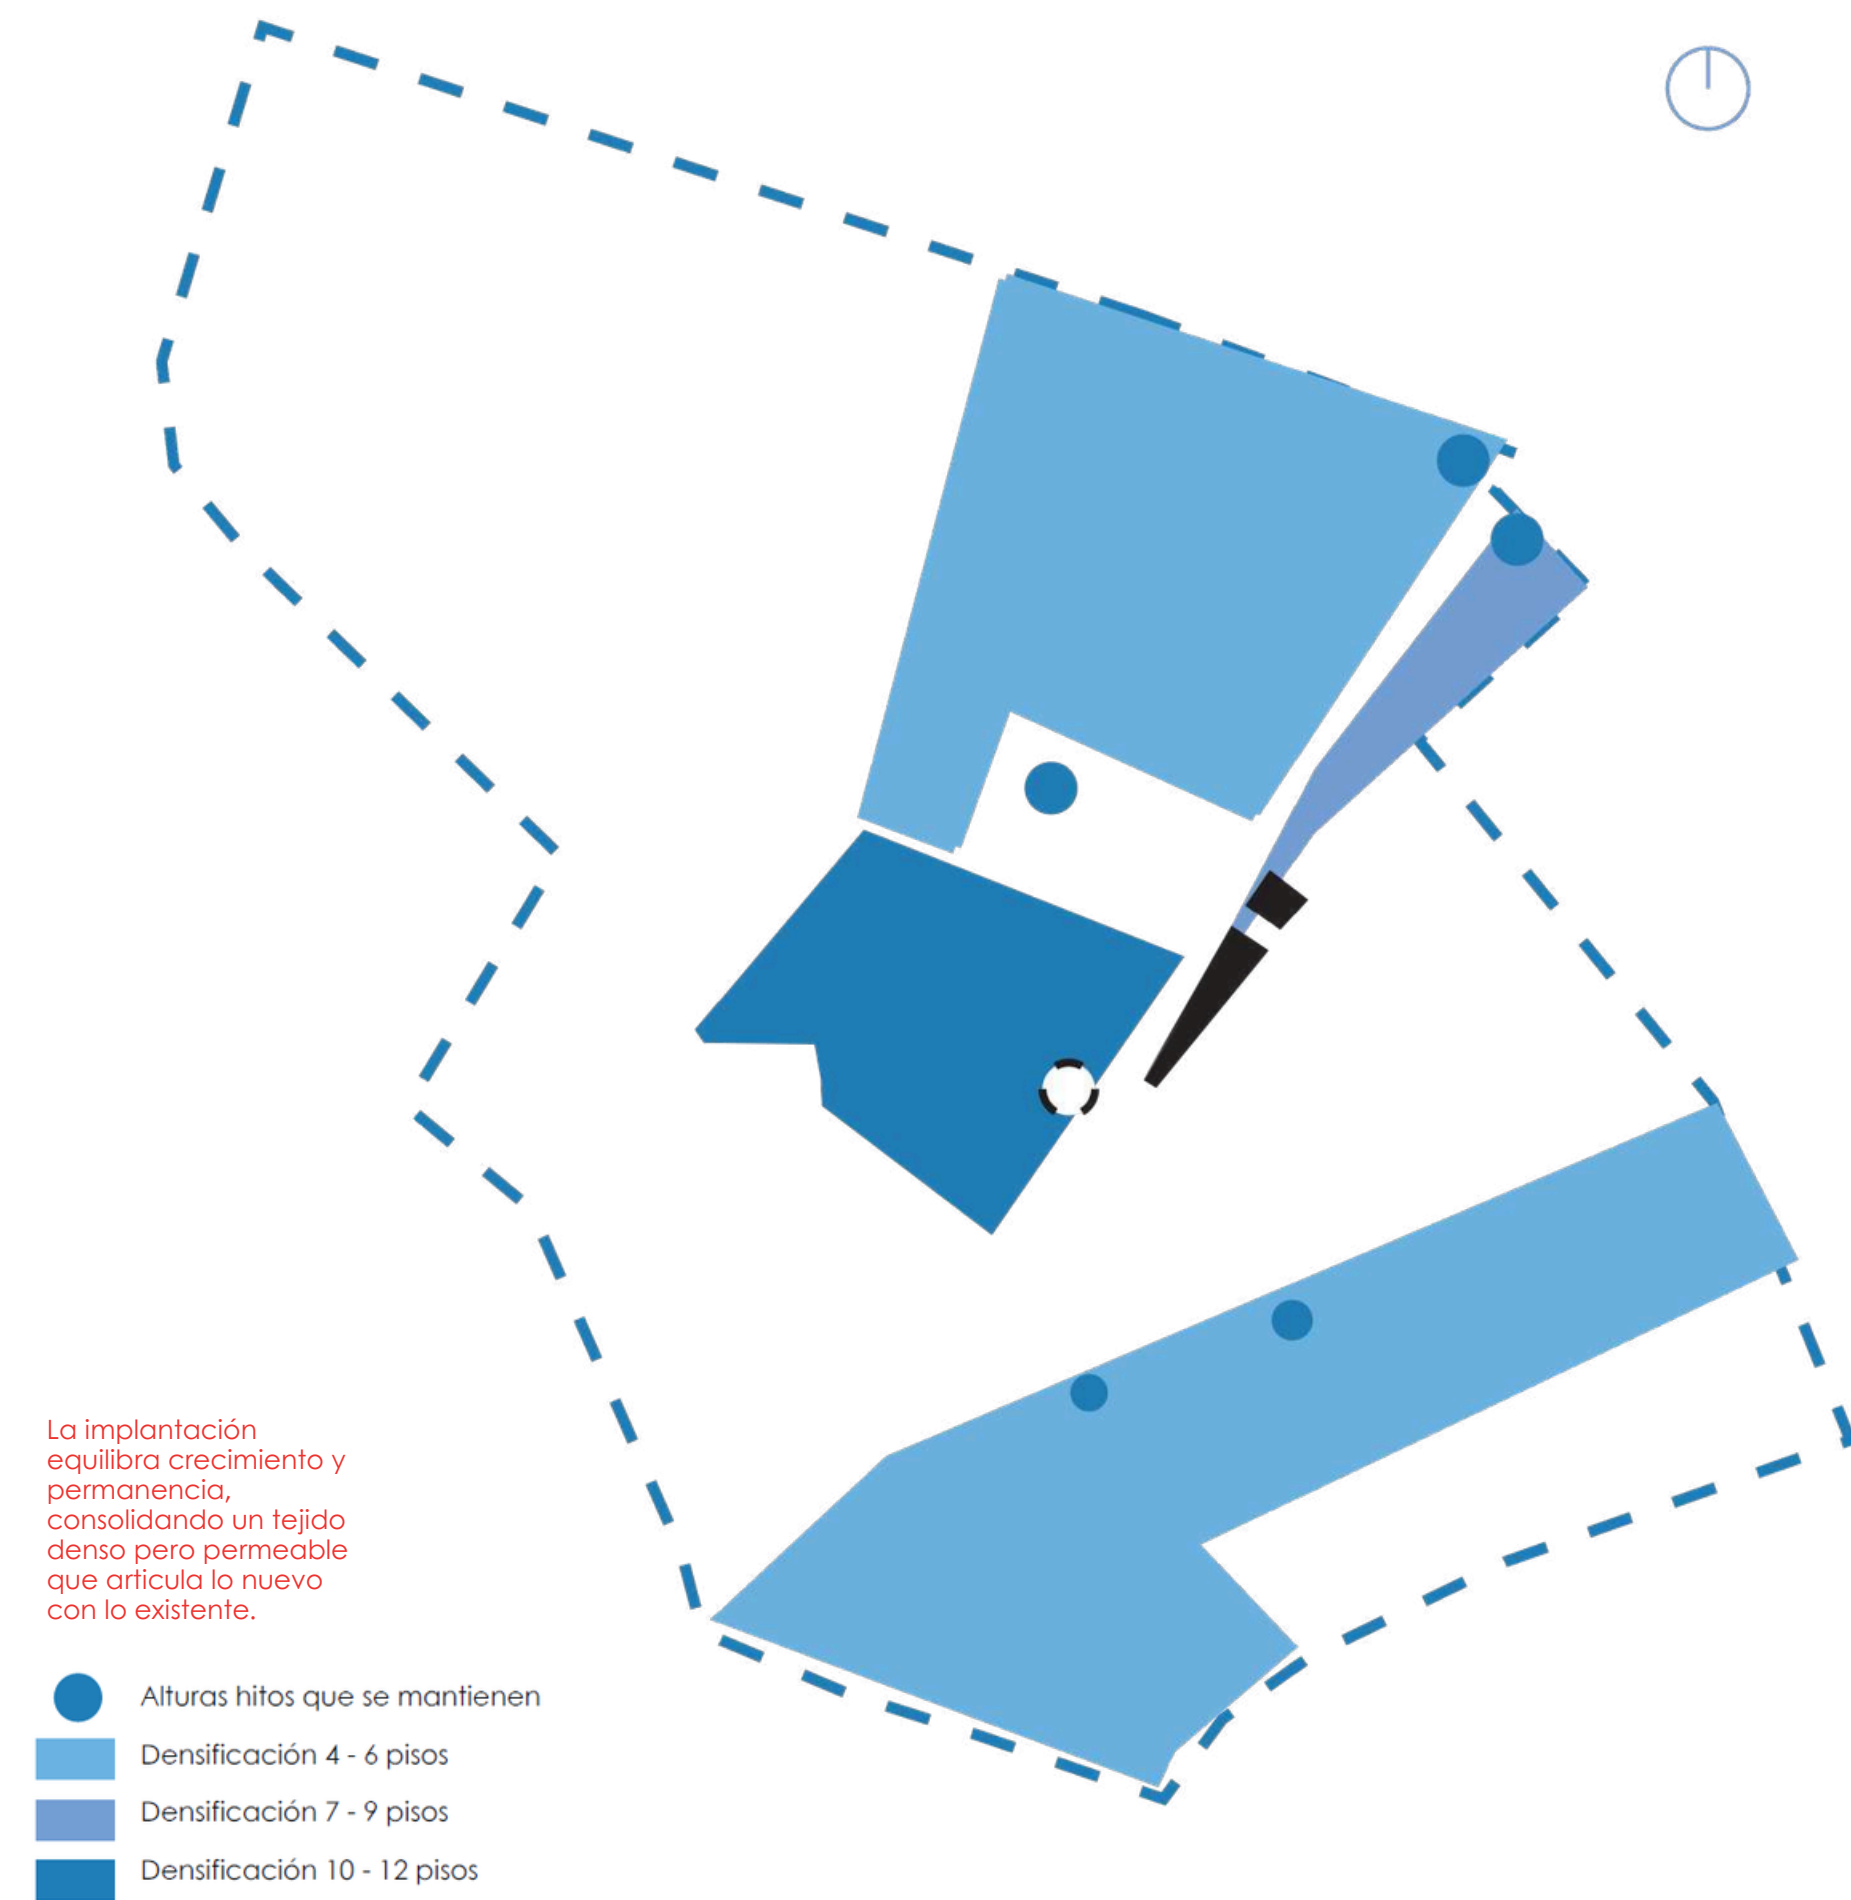 La implantación
equilibra crecimiento y
permanencia,
consolidando un tejido
denso pero permeable
que articula lo nuevo
con lo existente.
Alturas hitos que se mantienen
Densificación 4 - 6 pisos
Densificación 7 - 9 pisos
Densificación 10 - 12 pisos